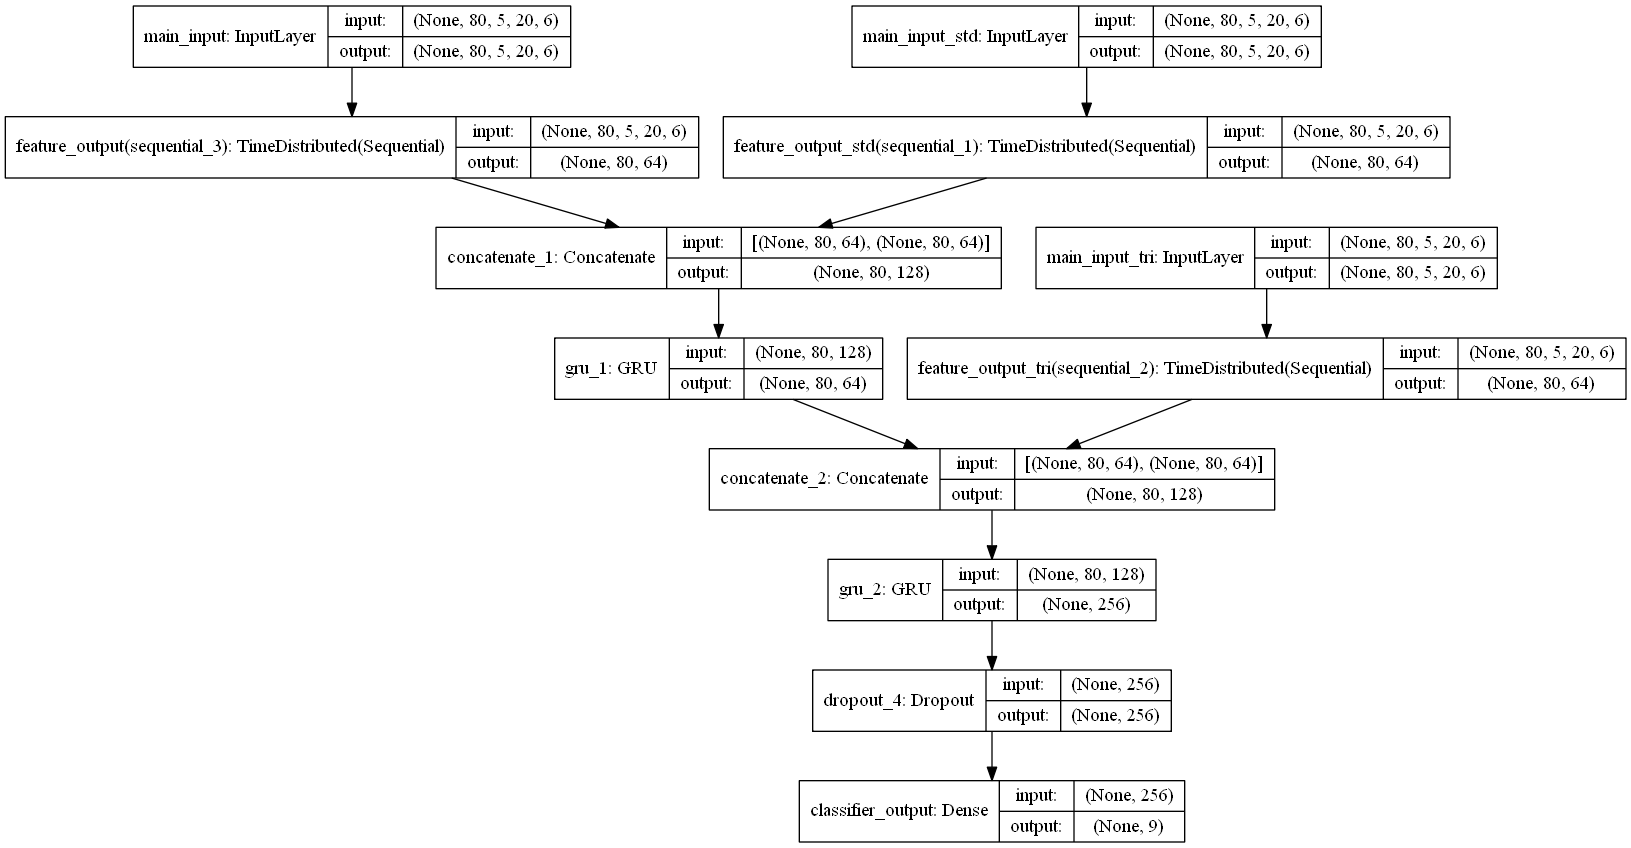 main_input: InputLayer
input:
(None, 80, 5, 20, 6)
output:
(None, 80, 5, 20, 6)
main_input_std: InputLayer
input:
(None, 80, 5, 20, 6)
output:
(None, 80, 5, 20, 6)
feature_output(sequential_3): TimeDistributed(Sequential)
input:
(None, 80, 5, 20, 6)
output:
(None, 80, 64)
feature_output_std(sequential_1): TimeDistributed(Sequential)
input:
(None, 80, 5, 20, 6)
output:
(None, 80, 64)
concatenate_1: Concatenate
input:
[(None, 80, 64), (None, 80, 64)]
output:
(None, 80, 128)
main_input_tri: InputLayer
input:
(None, 80, 5, 20, 6)
output:
(None, 80, 5, 20, 6)
gru_1: GRU
input:
(None, 80, 128)
output:
(None, 80, 64)
feature_output_tri(sequential_2): TimeDistributed(Sequential)
input:
(None, 80, 5, 20, 6)
output:
(None, 80, 64)
concatenate_2: Concatenate
input:
[(None, 80, 64), (None, 80, 64)]
output:
(None, 80, 128)
gru_2: GRU
input:
(None, 80, 128)
output:
(None, 256)
dropout_4: Dropout
input:
(None, 256)
output:
(None, 256)
classifier_output: Dense
input:
(None, 256)
output:
(None, 9)